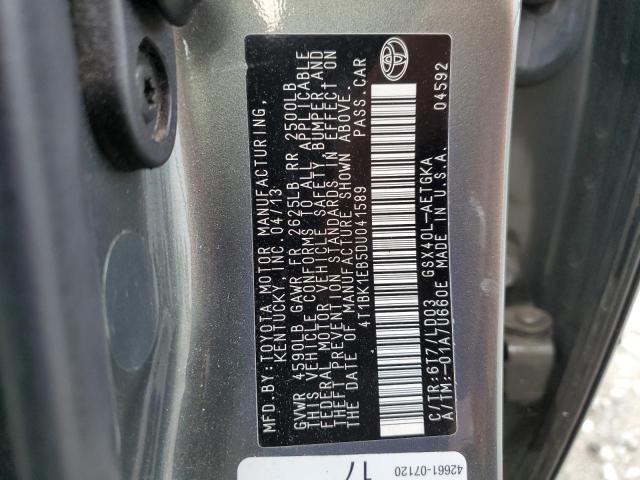 MFD.BY:TOYOTA MOTOR MANUFACTURING,
KENTUCKY, INC. 04/13
GVWR 4590LB GAWR FR 2625LB RR 2500LB
THIS VEHICLE CONFORMS TO ALL APPLICABLE
FEDERAL MOTOR VEHICLE SAFETY, BUMPER, AND
THEFT PREVENTION STANDARDS IN EFFECT ON
THE DATE OF MANUFACTURE SHOWN ABOVE.
4T1BK1EB5DU041589 PASS. CAR
C/TR:6T7/LD03 GSX40L-AETGKA
A/TM:-01A/U660E MADE IN U.S.A. 04592
17
42661-07120